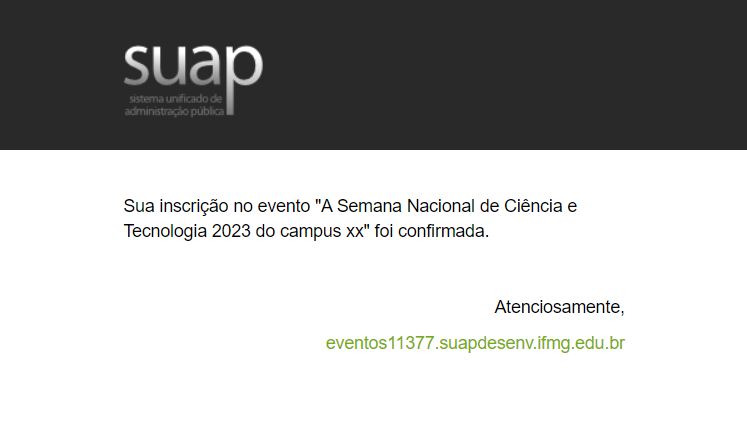 suap
sistema unificado de
administração pública
Sua inscrição no evento "A Semana Nacional de Ciência e
Tecnologia 2023 do campus xx" foi confirmada.
Atenciosamente,
eventos11377.suapdesenv.ifmg.edu.br